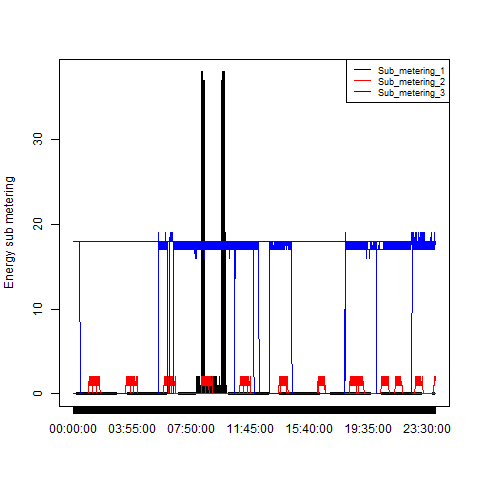 Sub_metering_1
Sub_metering_2
Sub_metering_3
Energy sub metering
30
20
10
0
00:00:00 03:55:00 07:50:00 11:45:00 15:40:00 19:35:00 23:30:00